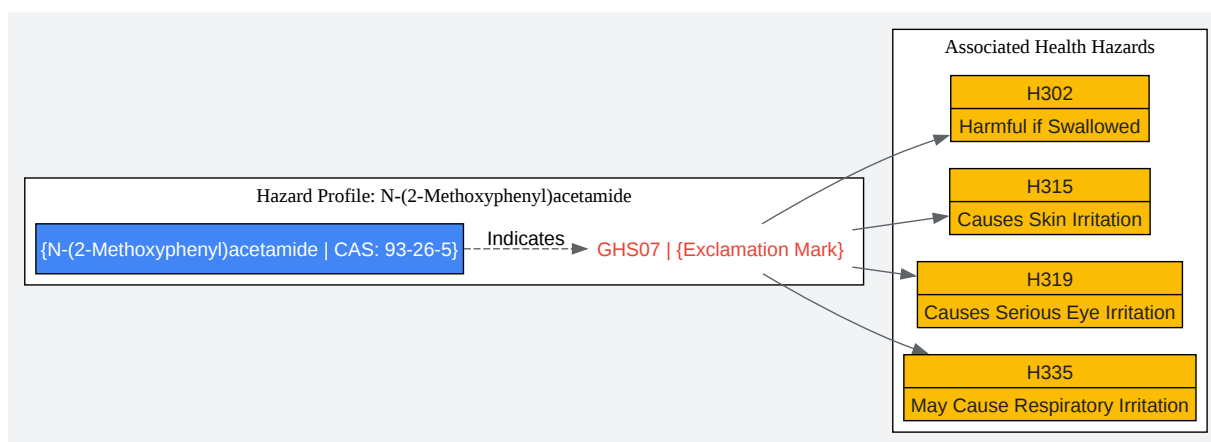 Hazard Profile: N-(2-Methoxyphenyl)acetamide
{N-(2-Methoxyphenyl)acetamide | CAS: 93-26-5}
Indicates
GHS07 | {Exclamation Mark}
Associated Health Hazards
H302
Harmful if Swallowed
H315
Causes Skin Irritation
H319
Causes Serious Eye Irritation
H335
May Cause Respiratory Irritation